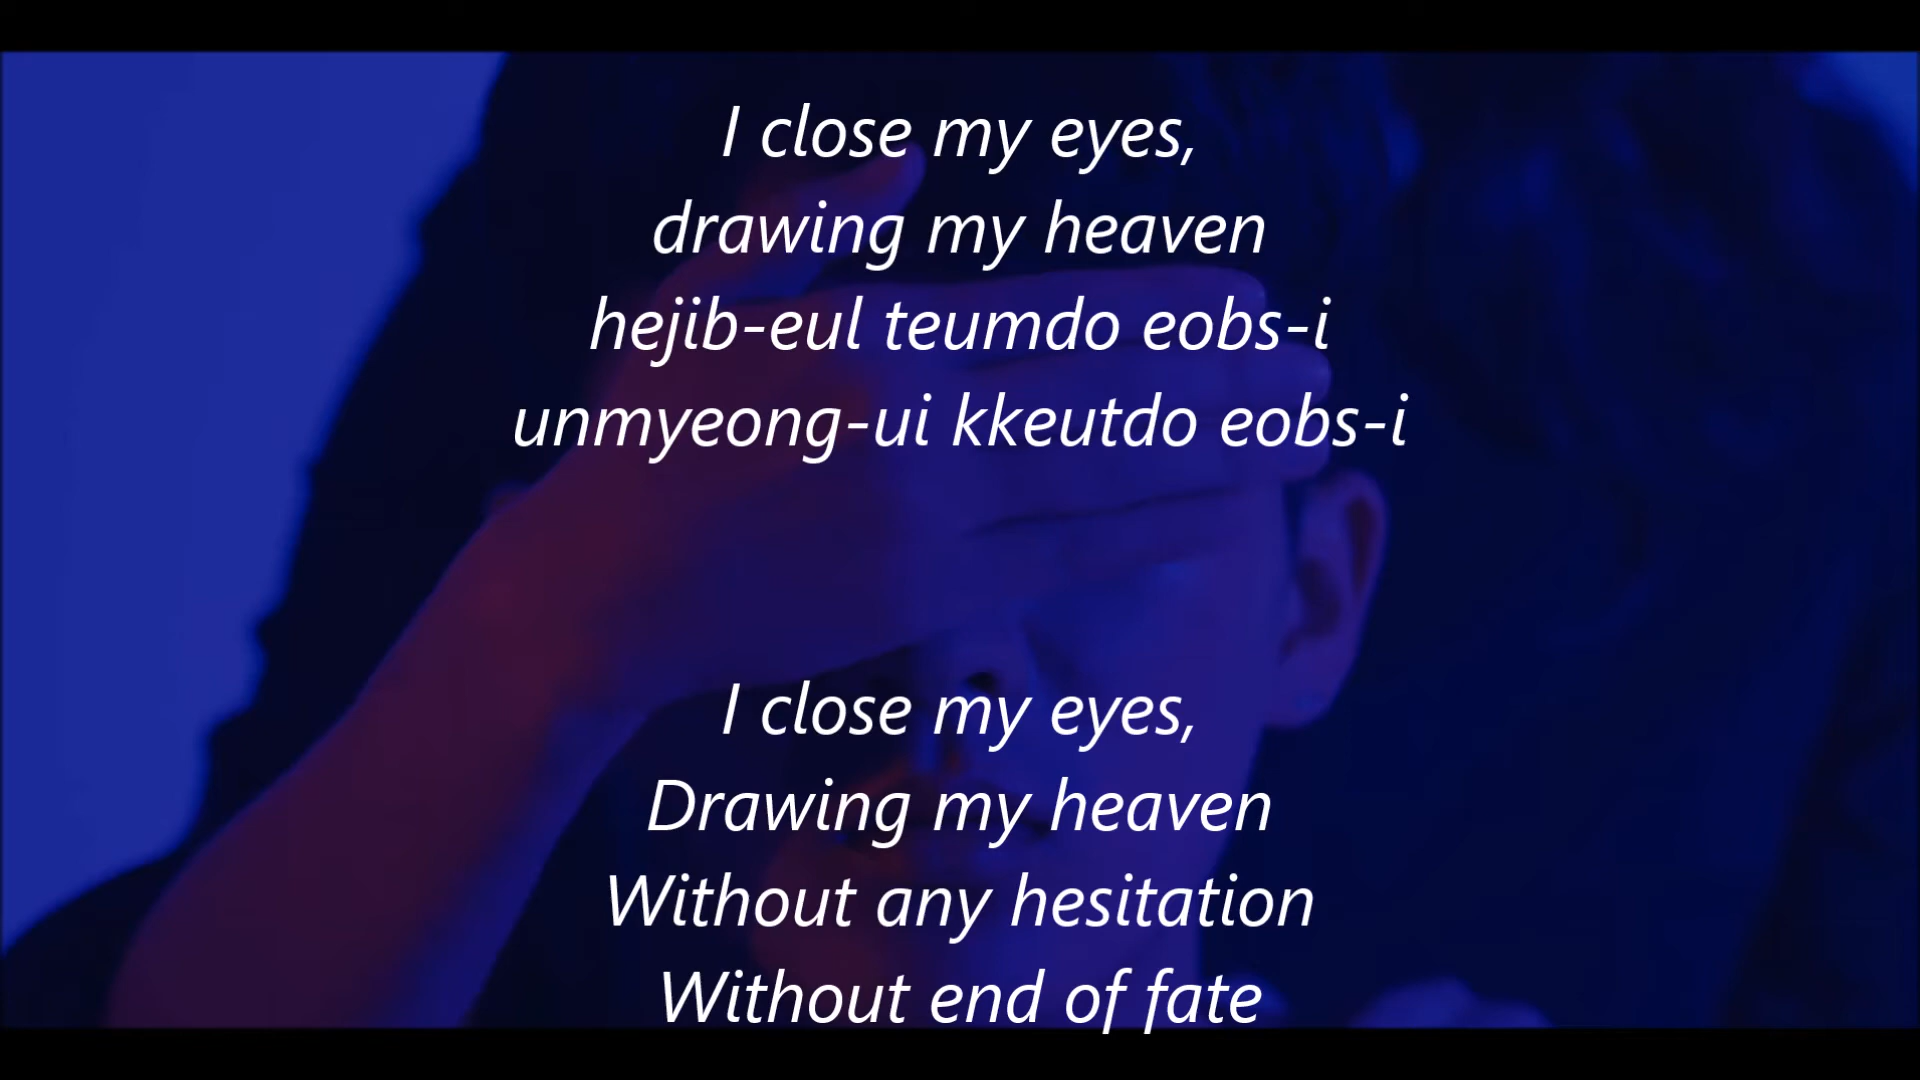 I close my eyes,
drawing my heaven
hejib-eul teumdo eobs-i
unmyeong-ui kkeutdo eobs-i
I close my eyes,
Drawing my heaven
Without any hesitation
Without end of fate